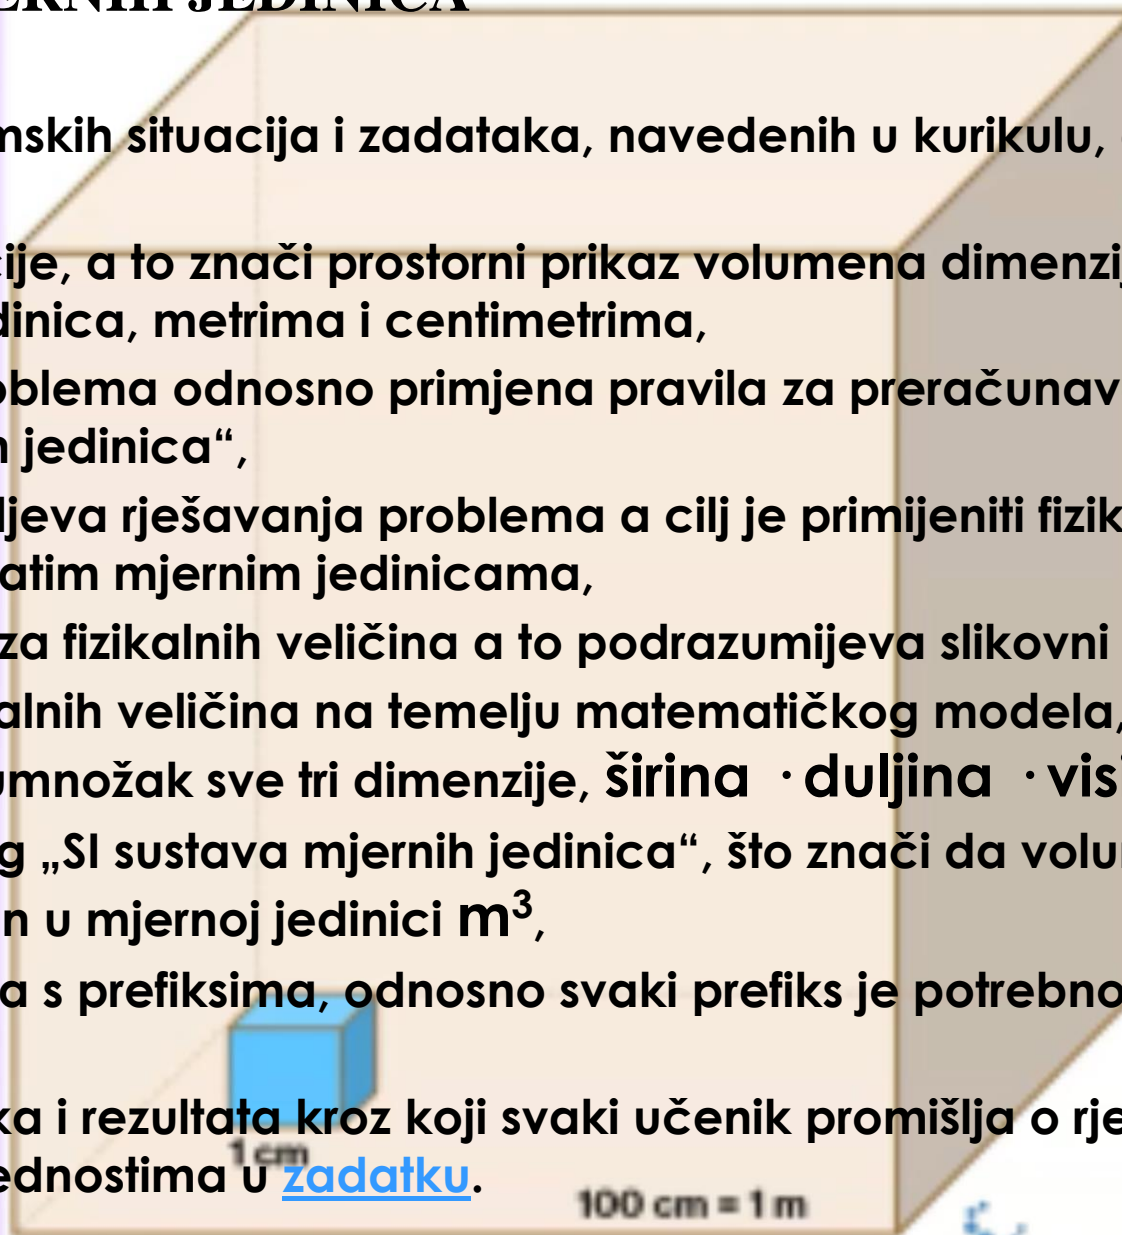 ERNIH JEDINICA
mskih situacija i zadataka, navedenih u kurikulu,
ije, a to znači prostorni prikaz volumena dimenzij
dinica, metrima i centimetrima,
oblema odnosno primjena pravila za preračunav
jedinica“,
ljeva rješavanja problema a cilj je primijeniti fizik
atim mjernim jedinicama,
za fizikalnih veličina a to podrazumijeva slikovni
alnih veličina na temelju matematičkog modela,
umnožak sve tri dimenzije, širina · duljina · vis
g „SI sustava mjernih jedinica“, što znači da volu
n u mjernoj jedinici m³,
a s prefiksima, odnosno svaki prefiks je potrebno
ka i rezultata kroz koji svaki učenik promišlja o rje
1 cm
ednostima u zadatku.
100 cm = 1 m